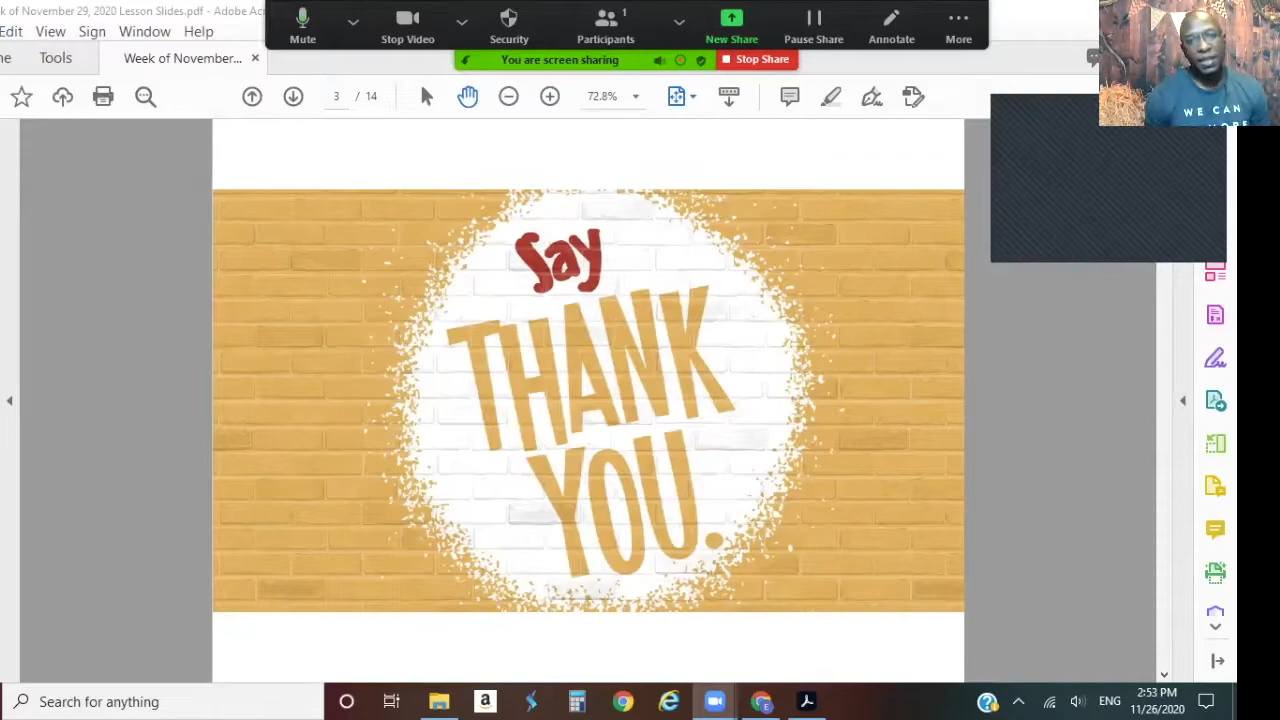 k of November 29, 2020 Lesson Slides.pdf - Adobe Acr
Edit View Sign Window Help
Tools
Week of November...
Mute
Stop Video
Security
1
Participants
New Share
Pause Share
Annotate
More
You are screen sharing
Stop Share
3 / 14
72.8%
WE CAN
Say
THANK
YOU.
Search for anything
ENG
2:53 PM
11/26/2020